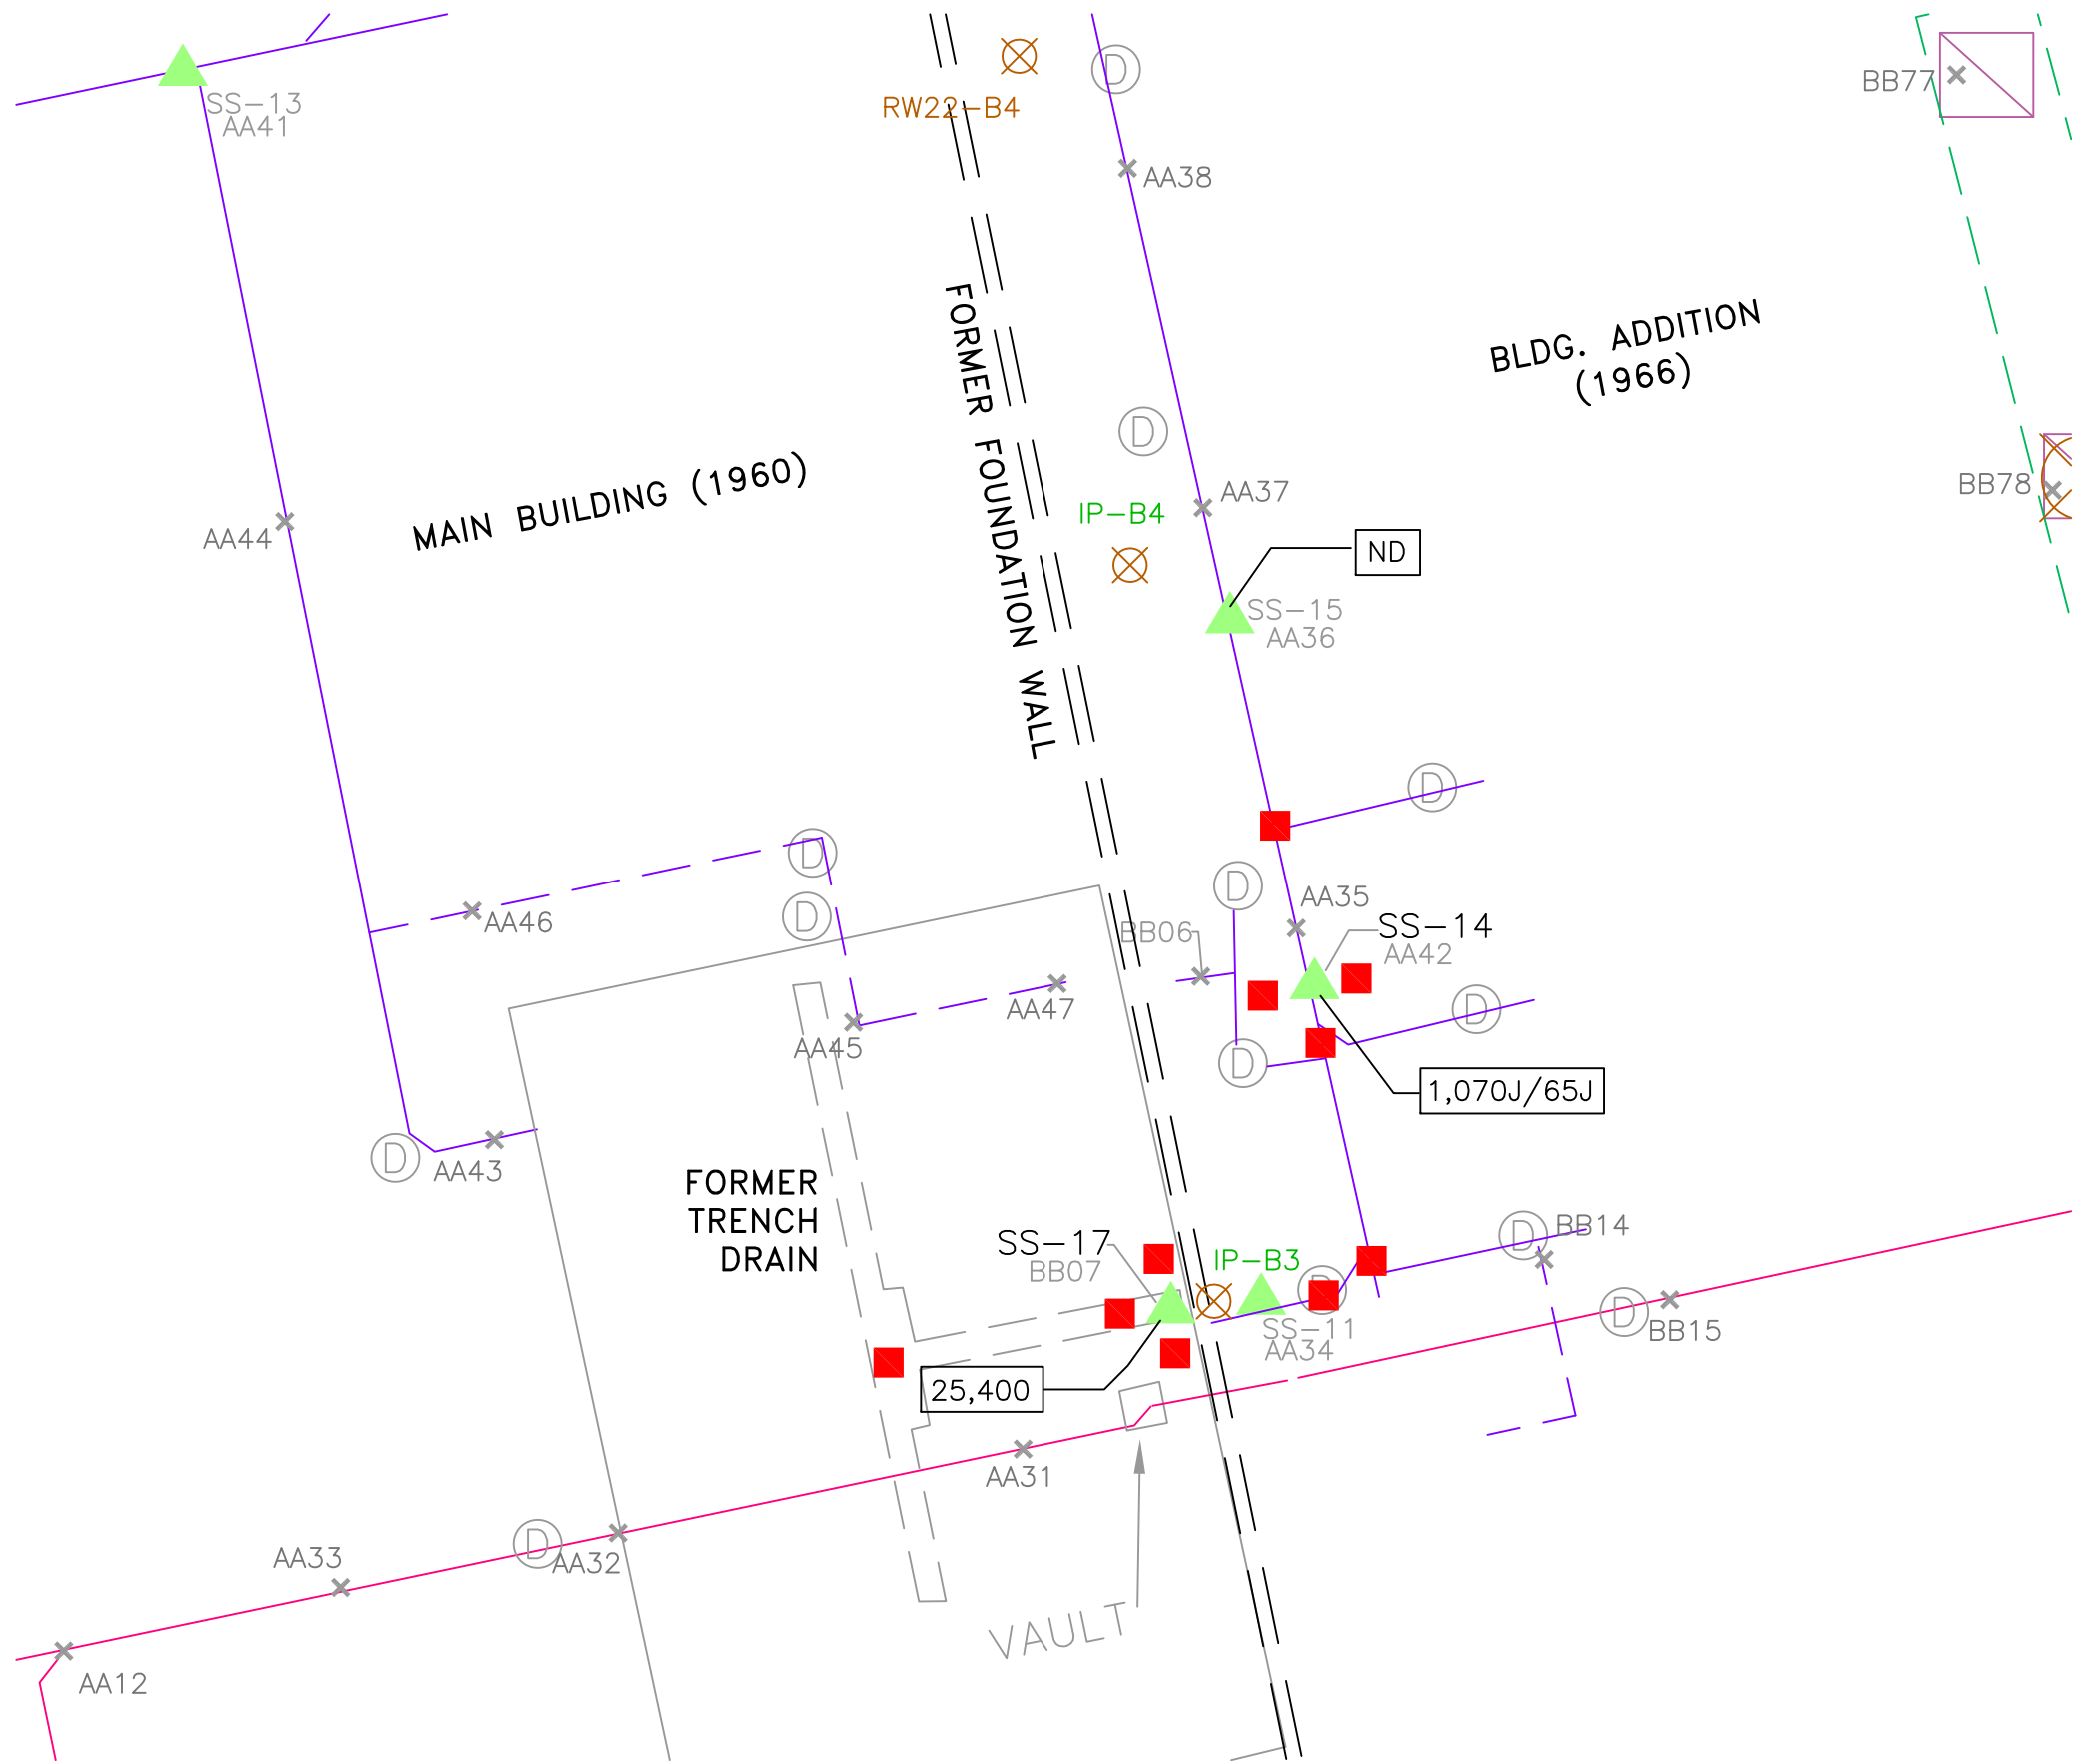 SS-13
AA41
RW22-B4
D
AA38
BB77
BLDG. ADDITION
(1966)
FORMER FOUNDATION WALL
D
MAIN BUILDING (1960)
AA37
BB78
IP-B4
AA44
ND
SS-15
AA36
D
D
D
AA35
AA46
D
BB06
SS-14
AA42
AA47
D
AA45
D
1,070J/65J
D
AA43
FORMER
TRENCH
DRAIN
SS-17
BB07
IP-B3
D
BB14
D
SS-11
AA34
D
BB15
25,400
AA31
D
AA33
AA32
VAULT
AA12